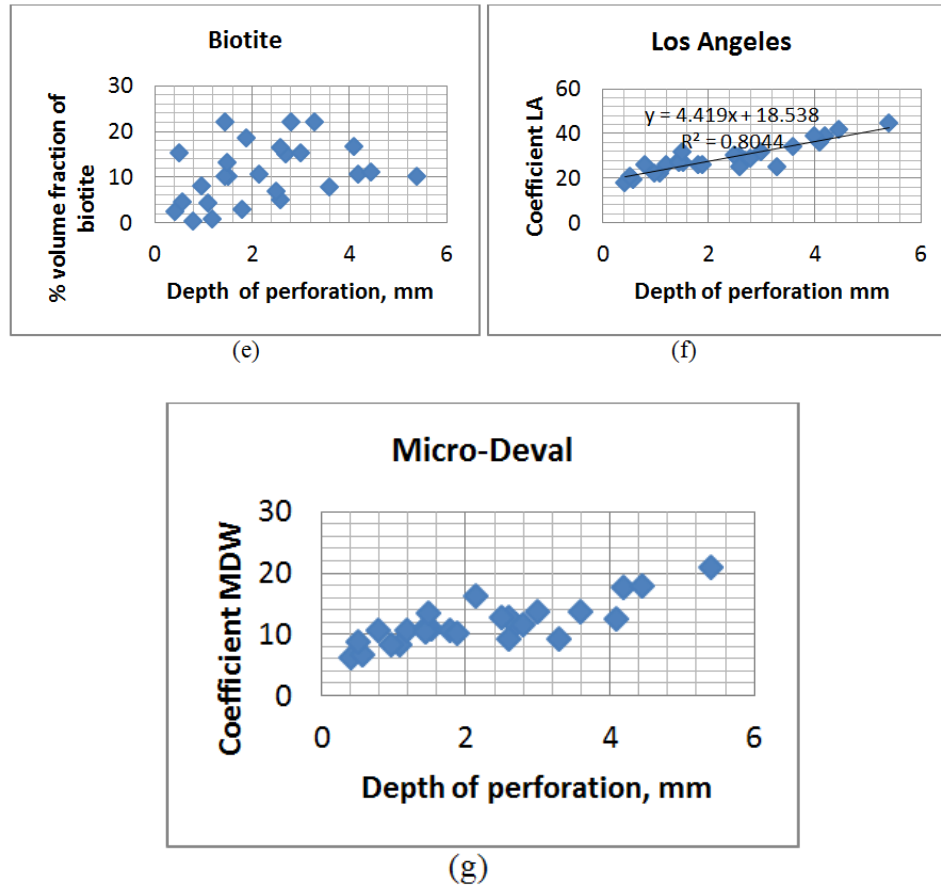 Biotite
% volume fraction of
biotite
30
20
10
0
0 2 4 6
Depth of perforation, mm
(e)
Los Angeles
Coefficient LA
60
40
20
0
y = 4.419x + 18.538
R² = 0.8044
0 2 4 6
Depth of perforation mm
(f)
Micro-Deval
Coefficient MDW
30
20
10
0
0 2 4 6
Depth of perforation, mm
(g)